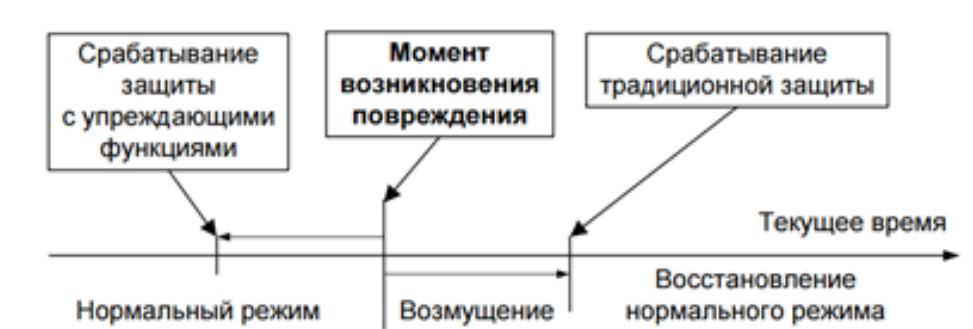 Срабатывание
защиты
с упреждающими
функциями
Момент
возникновения
повреждения
Срабатывание
традиционной защиты
Текущее время
Нормальный режим
Возмущение
Восстановление
нормального режима